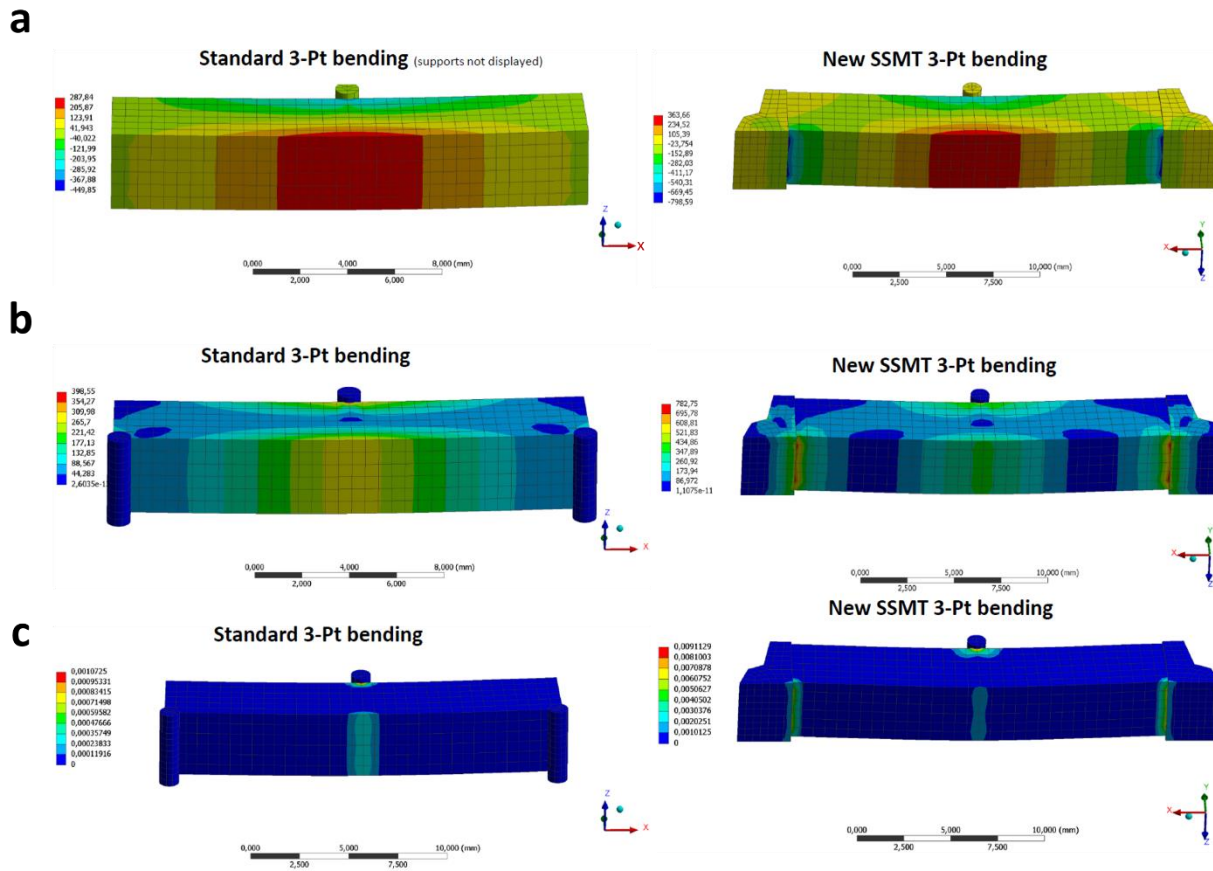 a
Standard 3-Pt bending (supports not displayed)
287,84
205,87
123,91
41,943
-40,022
-121,99
-203,95
-285,92
-367,88
-449,85
Z
X
0,000 4,000 8,000 (mm)
2,000 6,000
New SSMT 3-Pt bending
363,66
234,52
105,39
-23,754
-152,89
-282,03
-411,17
-540,31
-669,45
-798,59
Y
X
Z
0,000 5,000 10,000 (mm)
2,500 7,500
b
Standard 3-Pt bending
398,55
354,27
309,98
265,7
221,42
177,13
132,85
88,567
44,283
Z
X
0,000 4,000 8,000 (mm)
2,000 6,000
New SSMT 3-Pt bending
782,75
695,78
608,81
521,83
434,86
347,89
260,92
173,94
86,972
1,1075e-11
Y
X
Z
0,000 5,000 10,000 (mm)
2,500 7,500
c
Standard 3-Pt bending
0,0010725
0,00095331
0,00083415
0,00071498
0,00059582
0,00047666
0,00035749
0,00023833
0,00011916
0
Z
X
0,000 5,000 10,000 (mm)
2,500 7,500
New SSMT 3-Pt bending
0,0091129
0,0081003
0,0070878
0,0060752
0,0050627
0,0040502
0,0030376
0,0020251
0,0010125
0
Y
X
Z
0,000 5,000 10,000 (mm)
2,500 7,500